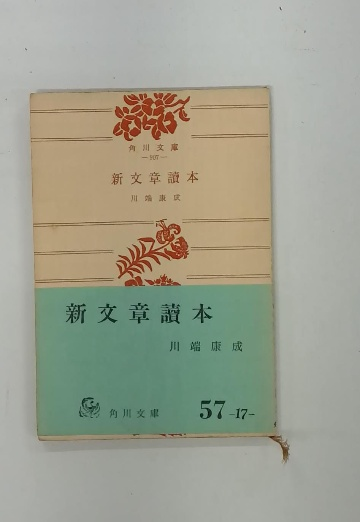 角川文庫
—907—
新文章讀本
川端康成
新文章讀本
川端康成
角川文庫
57-17-